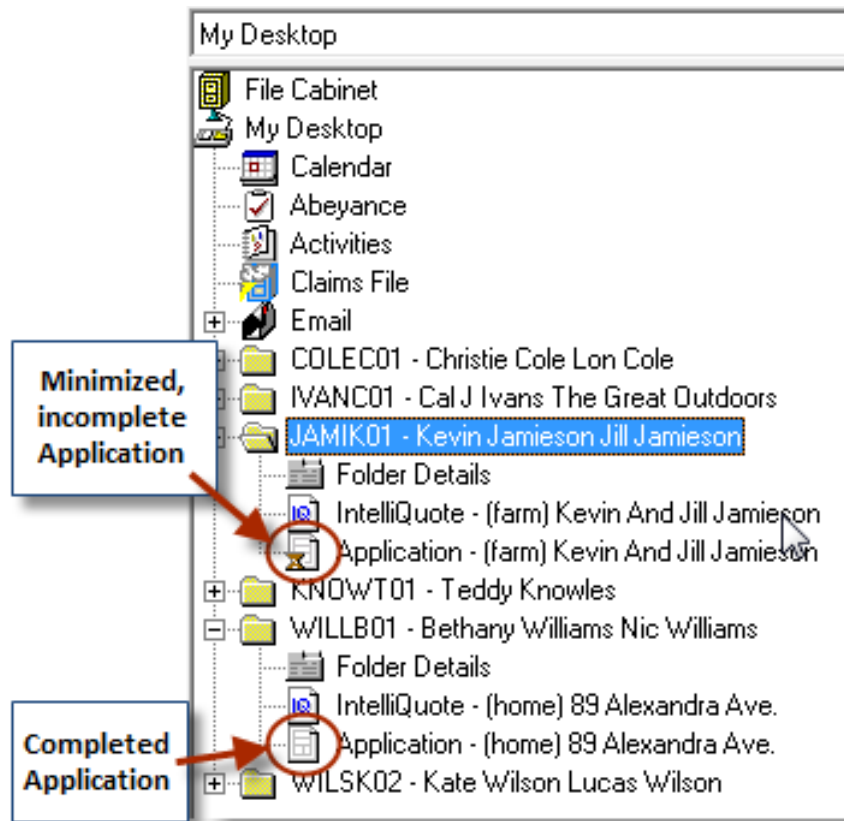 My Desktop
File Cabinet
My Desktop
Calendar
Abeyance
Activities
Claims File
Email
COLEC01 - Christie Cole Lon Cole
IVANC01 - Cal J Ivans The Great Outdoors
JAMIK01 - Kevin Jamieson Jill Jamieson
Folder Details
IQ IntelliQuote - (farm) Kevin And Jill Jamieson
Application - (farm) Kevin And Jill Jamieson
KNOWT01 - Teddy Knowles
WILLB01 - Bethany Williams Nic Williams
Folder Details
IQ IntelliQuote - (home) 89 Alexandra Ave.
Application - (home) 89 Alexandra Ave.
WILSK02 - Kate Wilson Lucas Wilson
Minimized,
incomplete
Application
Completed
Application